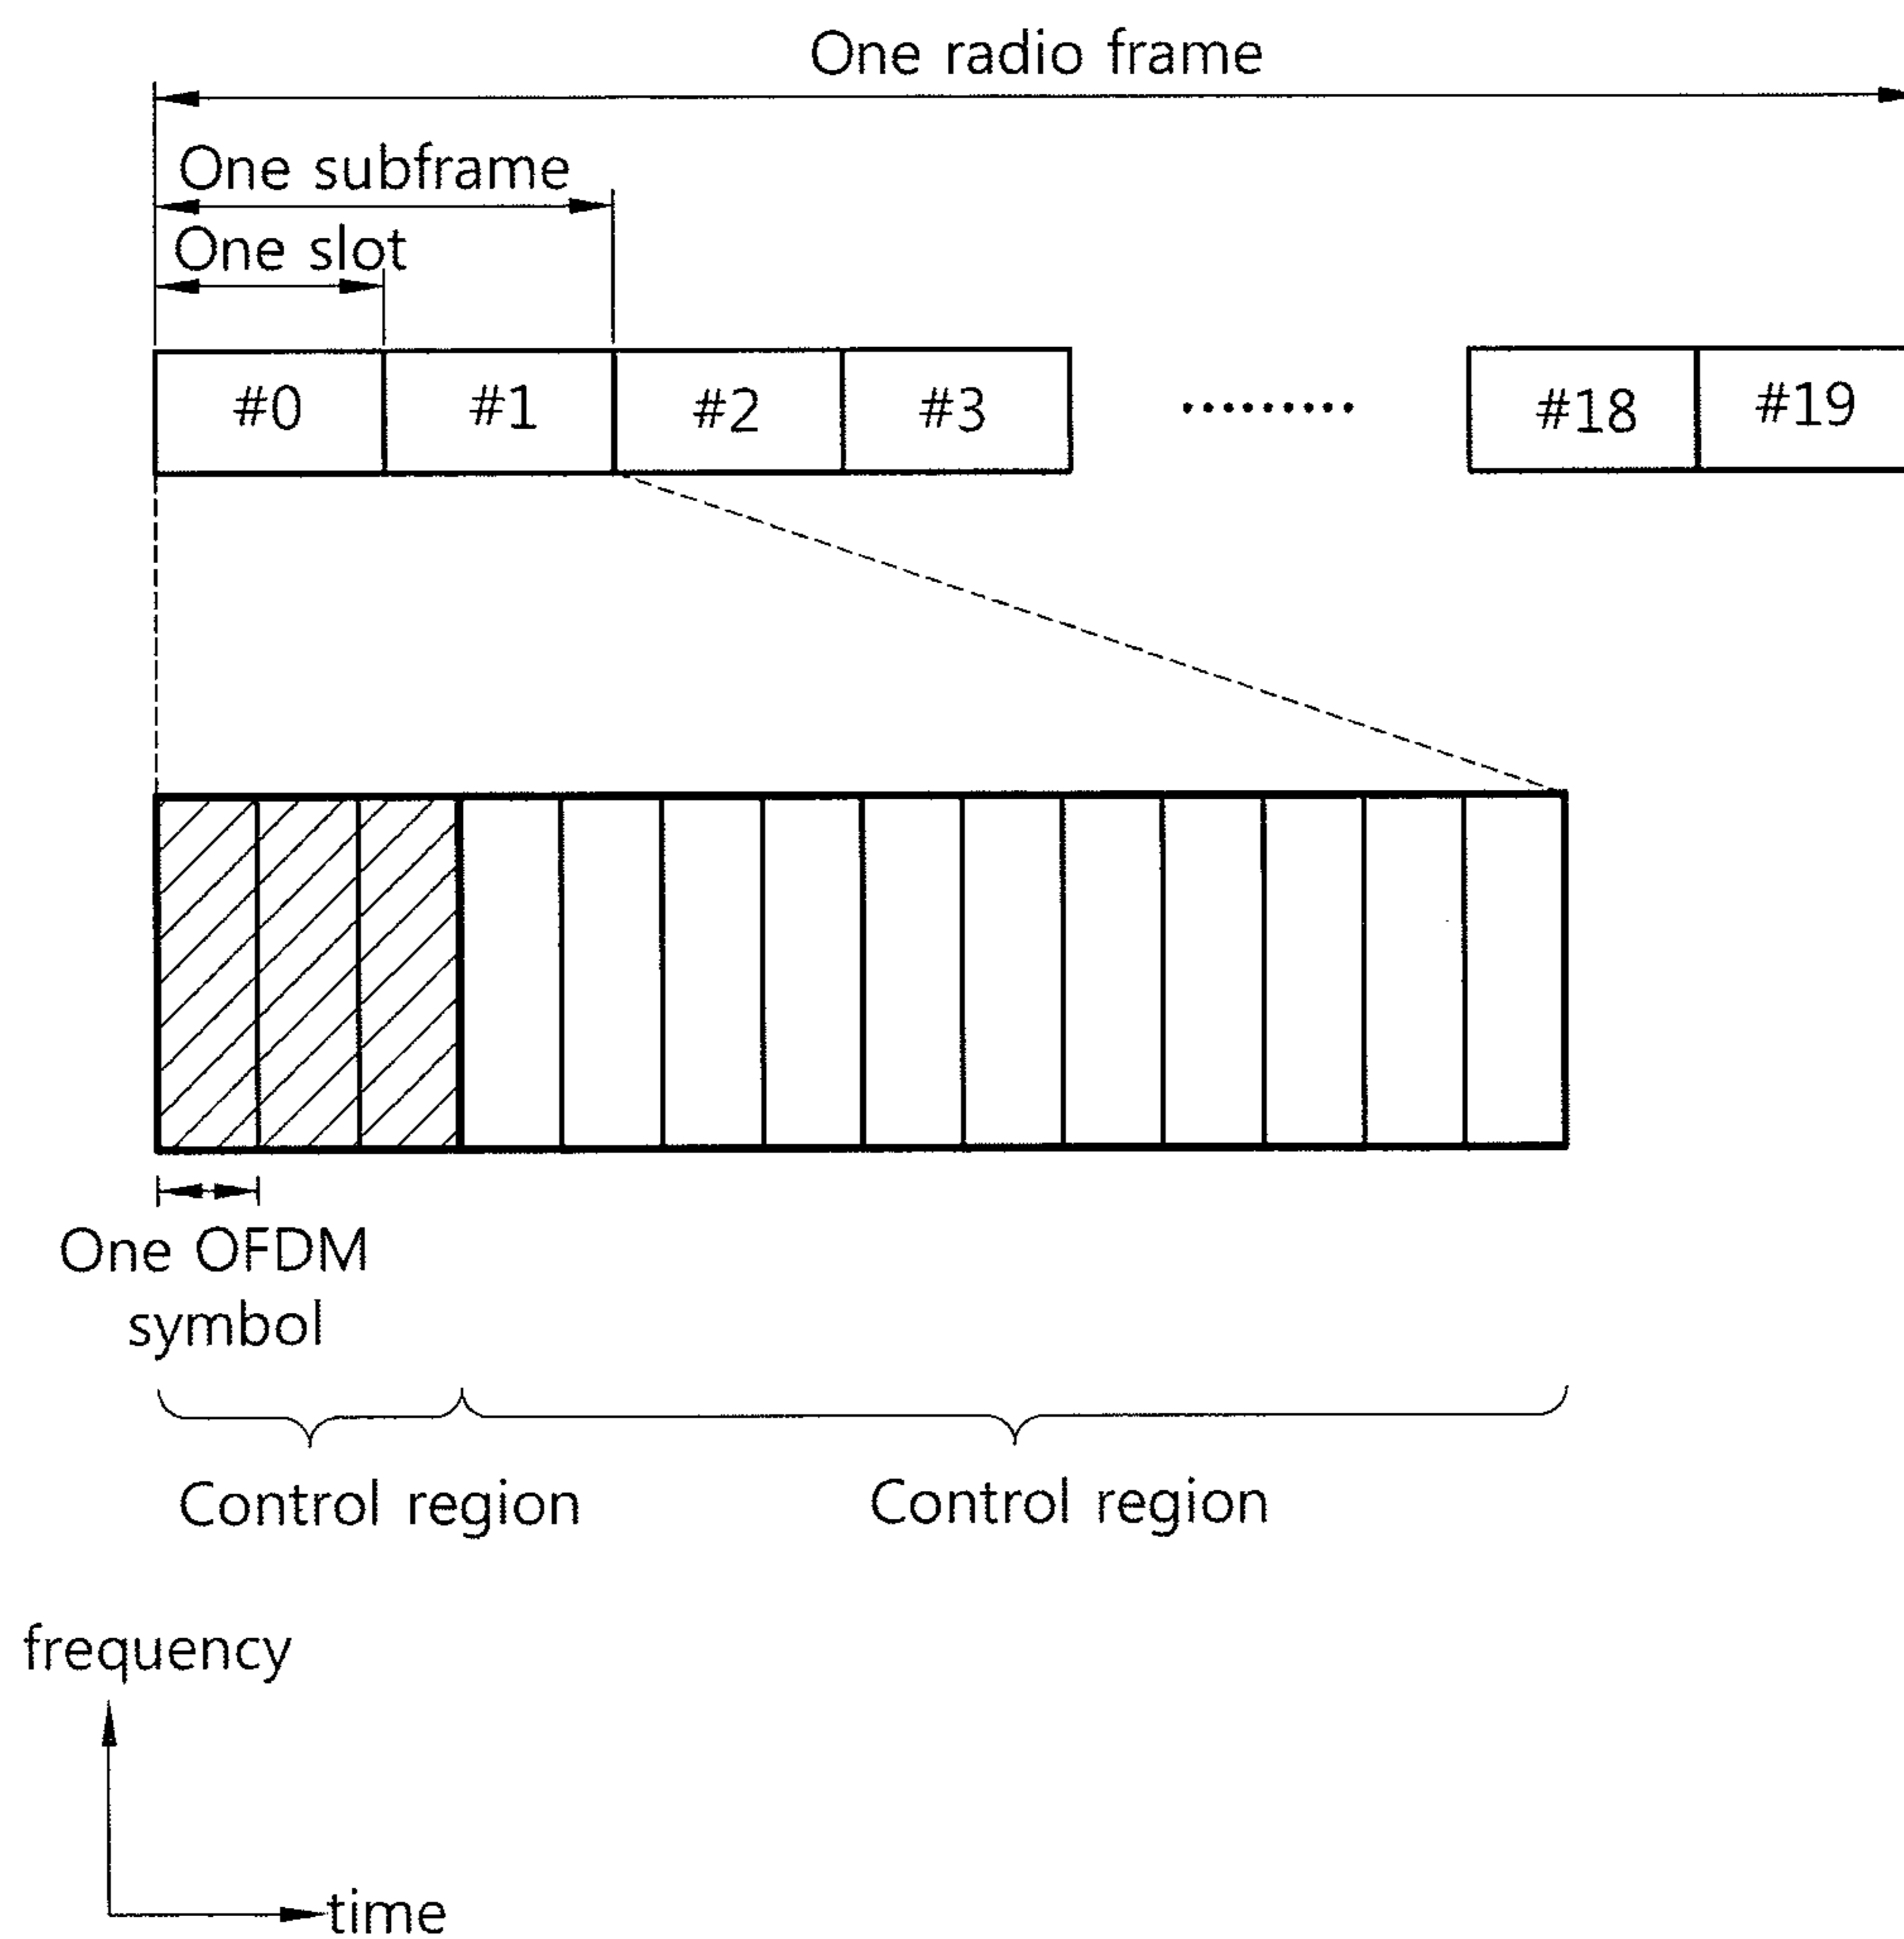 One radio frame
One subframe
One slot
#0 #1 #2 #3 ......... #18 #19
One OFDM
symbol
Control region Control region
frequency
time